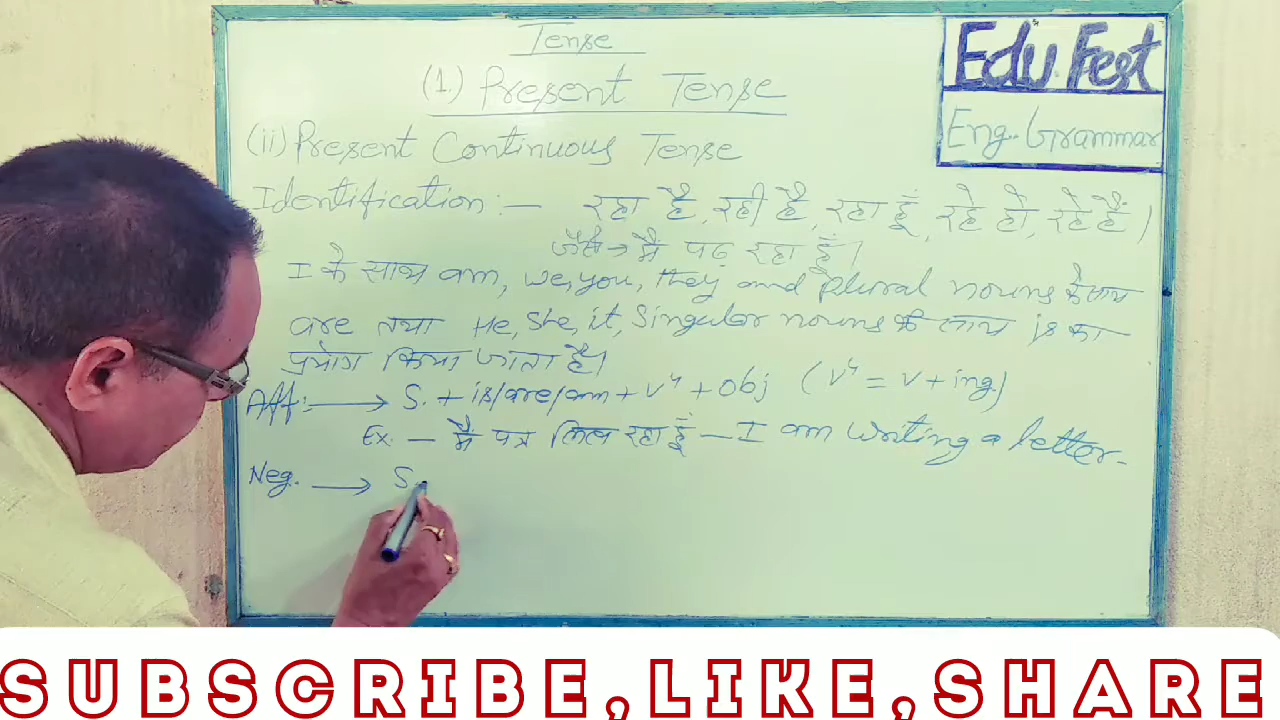 Tense
(1.) Present Tense
Edu. Fest
Eng. Grammar
(ii) Present Continuous Tense
Identification :— रहा है, रही है, रहा हूँ, रहे हो, रहे हैं।
जैसे → मैं पढ़ रहा हूँ।
I के साथ am, we, you, they and plural nouns के साथ
are तथा He, She, it, Singular nouns के साथ is का
प्रयोग किया जाता है।
Aff: → S. + is/are/am + V⁴ + obj (V⁴ = V + ing)
Ex. — मैं पत्र लिख रहा हूँ — I am writing a letter.
Neg. → S.
SUBSCRIBE,LIKE,SHARE